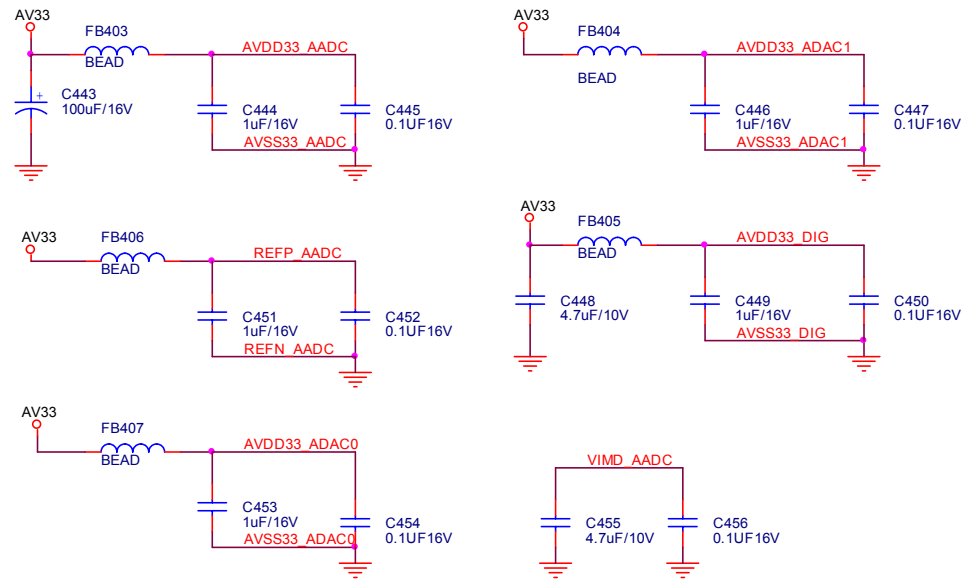 AV33
FB403
BEAD
AVDD33_AADC
+
C443
100uF/16V
C444
1uF/16V
C445
0.1UF16V
AVSS33_AADC
AV33
FB404
BEAD
AVDD33_ADAC1
C446
1uF/16V
C447
0.1UF16V
AVSS33_ADAC1
AV33
FB406
BEAD
REFP_AADC
C451
1uF/16V
C452
0.1UF16V
REFN_AADC
AV33
FB405
BEAD
AVDD33_DIG
C448
4.7uF/10V
C449
1uF/16V
C450
0.1UF16V
AVSS33_DIG
AV33
FB407
BEAD
AVDD33_ADAC0
C453
1uF/16V
C454
0.1UF16V
AVSS33_ADAC0
VIMD_AADC
C455
4.7uF/10V
C456
0.1UF16V